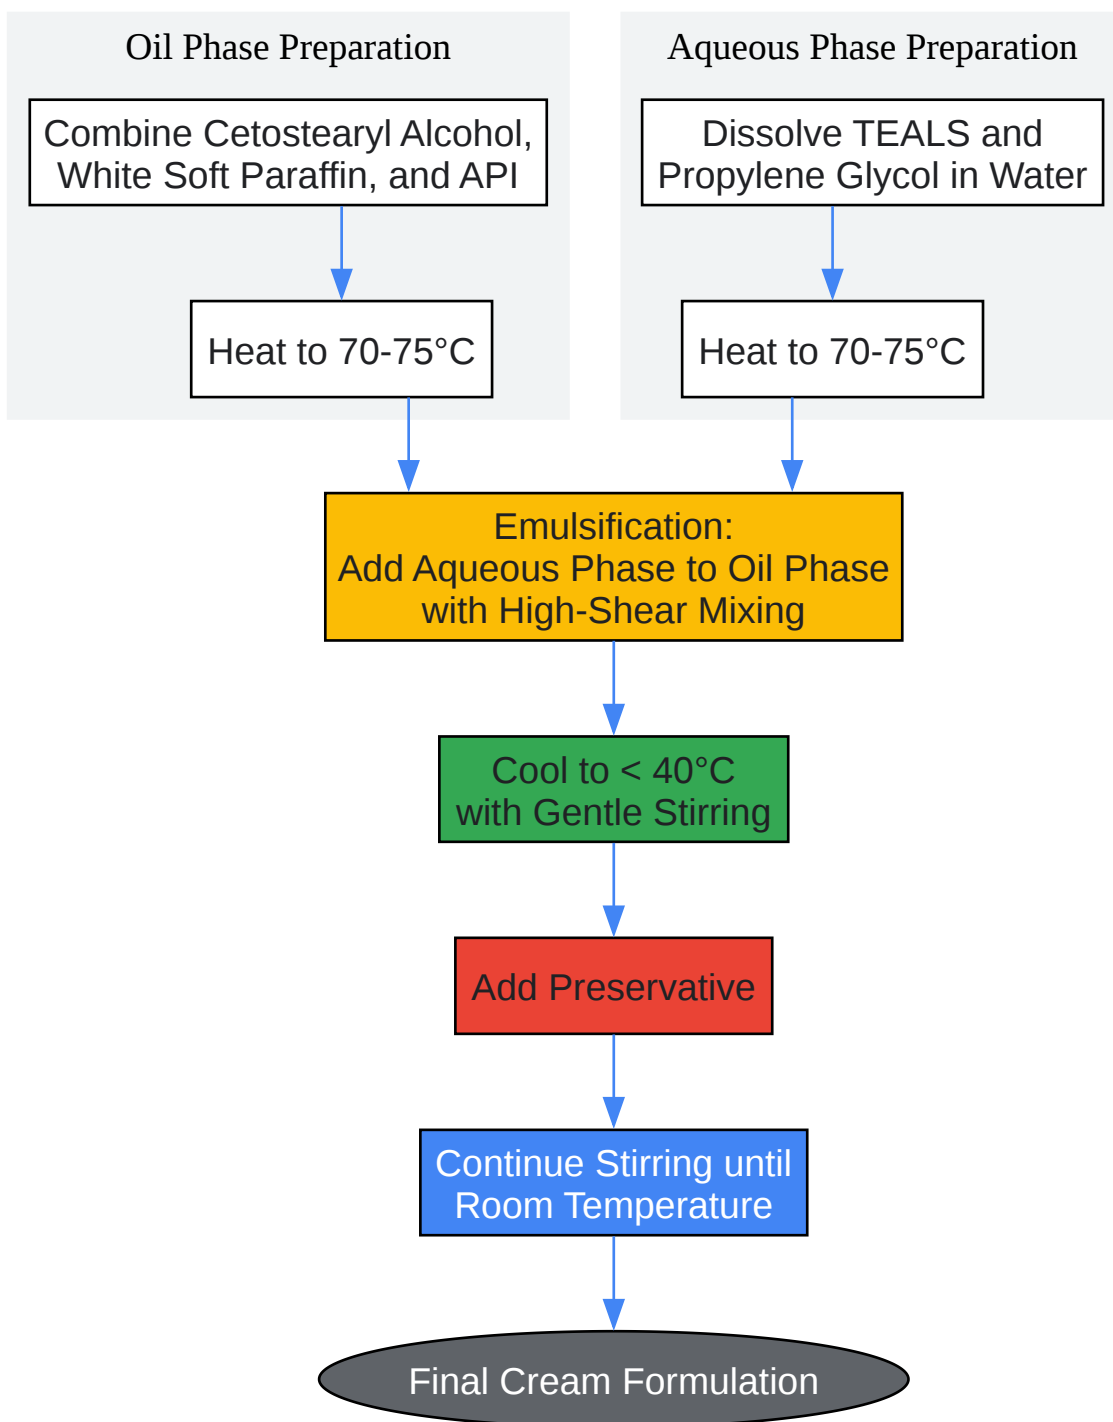 Oil Phase Preparation
Combine Cetostearyl Alcohol,
White Soft Paraffin, and API
Heat to 70-75°C
Aqueous Phase Preparation
Dissolve TEALS and
Propylene Glycol in Water
Heat to 70-75°C
Emulsification:
Add Aqueous Phase to Oil Phase
with High-Shear Mixing
Cool to < 40°C
with Gentle Stirring
Add Preservative
Continue Stirring until
Room Temperature
Final Cream Formulation